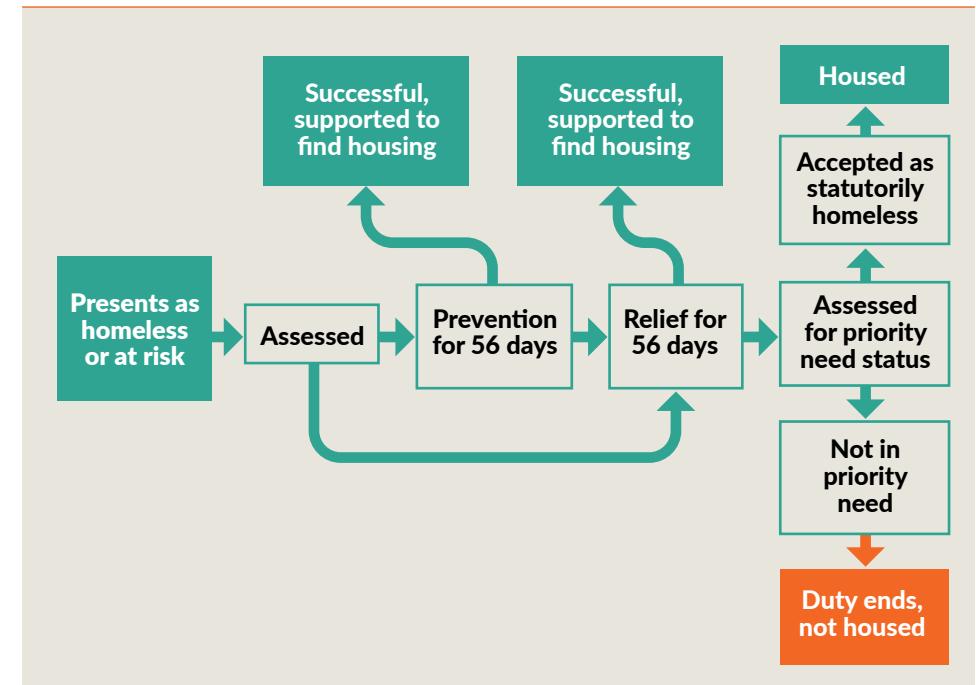 Successful,
supported to
find housing
Successful,
supported to
find housing
Housed
Accepted as
statutorily
homeless
Presents as
homeless
or at risk
Assessed
Prevention
for 56 days
Relief for
56 days
Assessed
for priority
need status
Not in
priority
need
Duty ends,
not housed